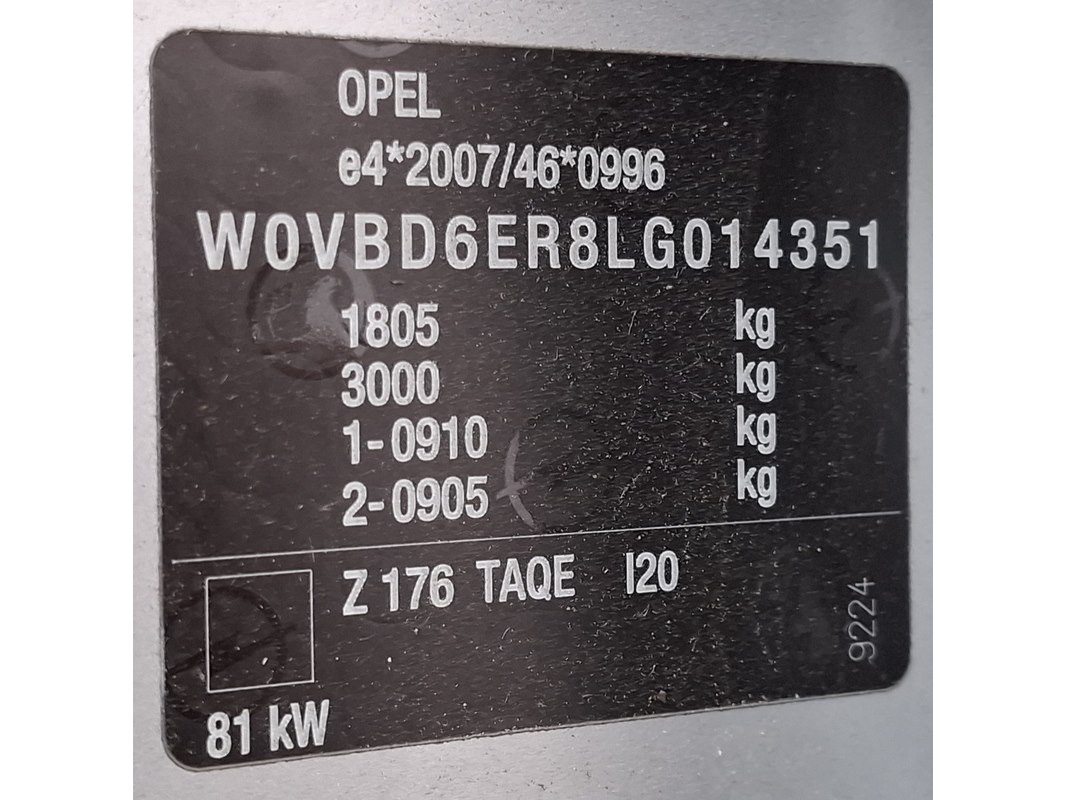 OPEL
e4*2007/46*0996
W0VBD6ER8LG014351
1805 kg
3000 kg
1-0910 kg
2-0905 kg
Z 176 TAQE I20
9224
81 kW